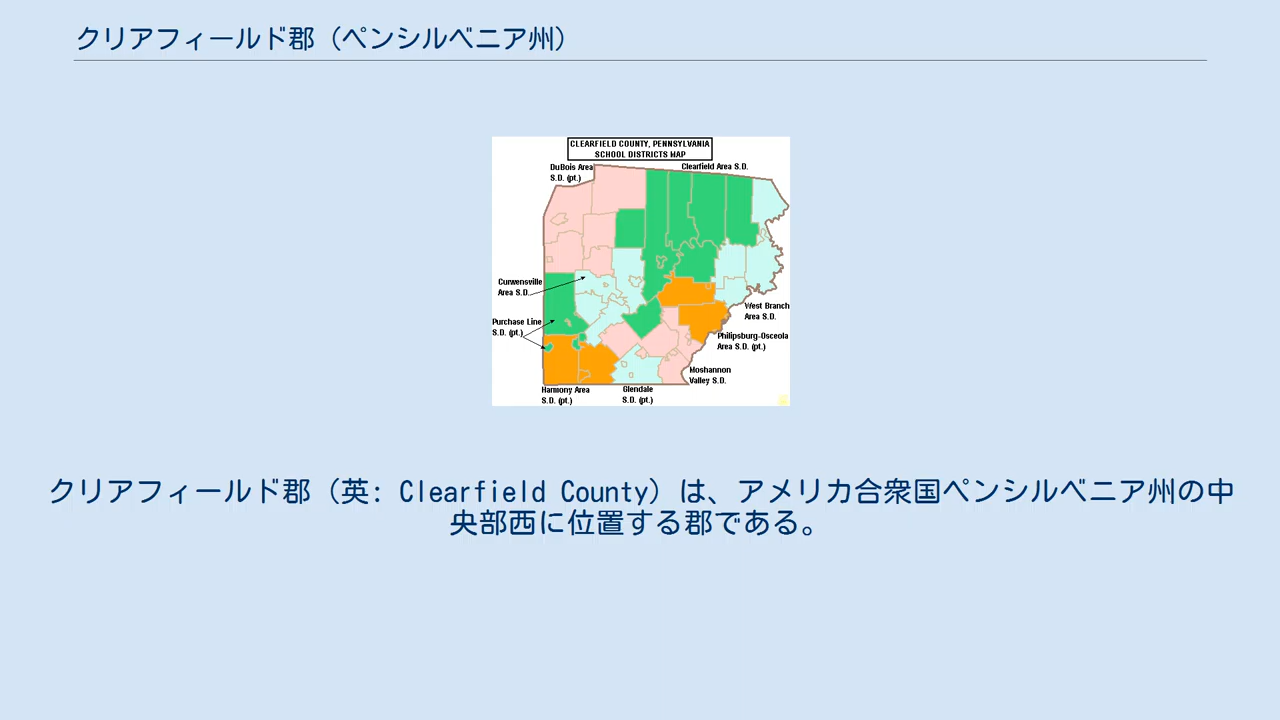 クリアフィールド郡（ペンシルベニア州）
CLEARFIELD COUNTY, PENNSYLVANIA
SCHOOL DISTRICTS MAP
DuBois Area
S.D. (pt.)
Clearfield Area S.D.
Curwensville
Area S.D.
Purchase Line
S.D. (pt.)
West Branch
Area S.D.
Philipsburg-Osceola
Area S.D. (pt.)
Moshannon
Valley S.D.
Harmony Area
S.D. (pt.)
Glendale
S.D. (pt.)
クリアフィールド郡（英: Clearfield County）は、アメリカ合衆国ペンシルベニア州の中
央部西に位置する郡である。